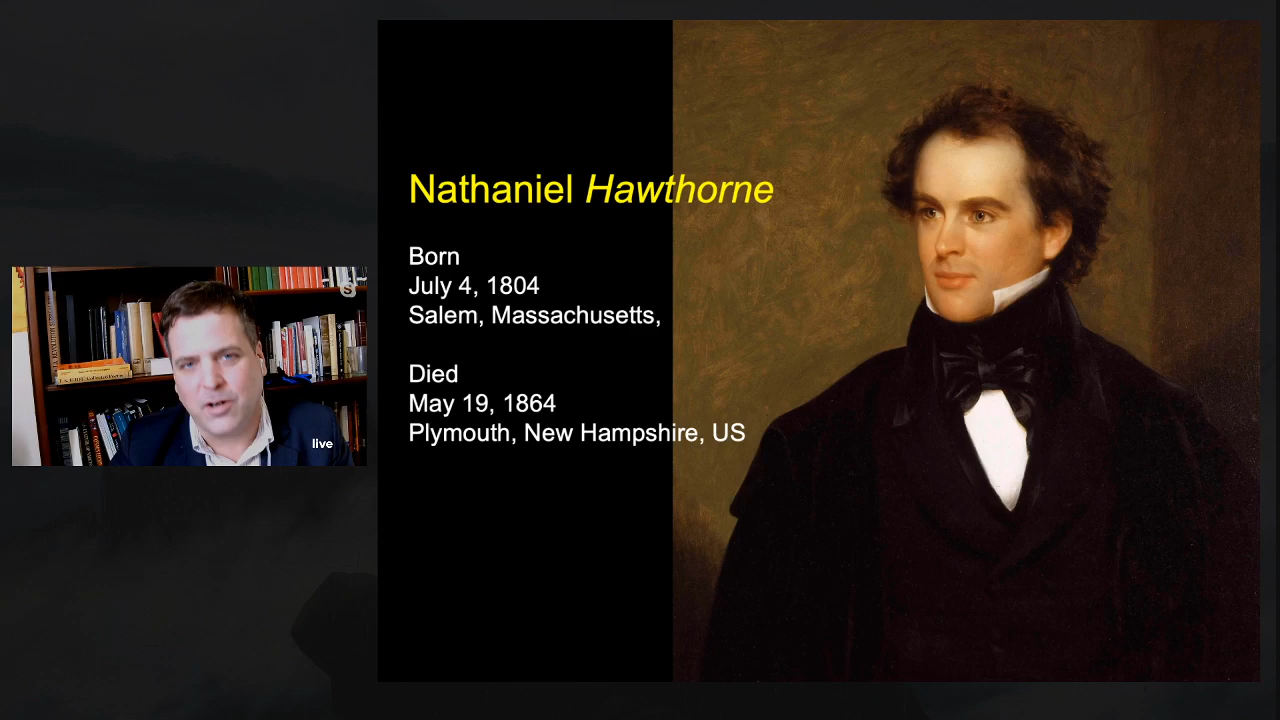 Nathaniel Hawthorne
Born
July 4, 1804
Salem, Massachusetts,
Died
May 19, 1864
Plymouth, New Hampshire, US
live